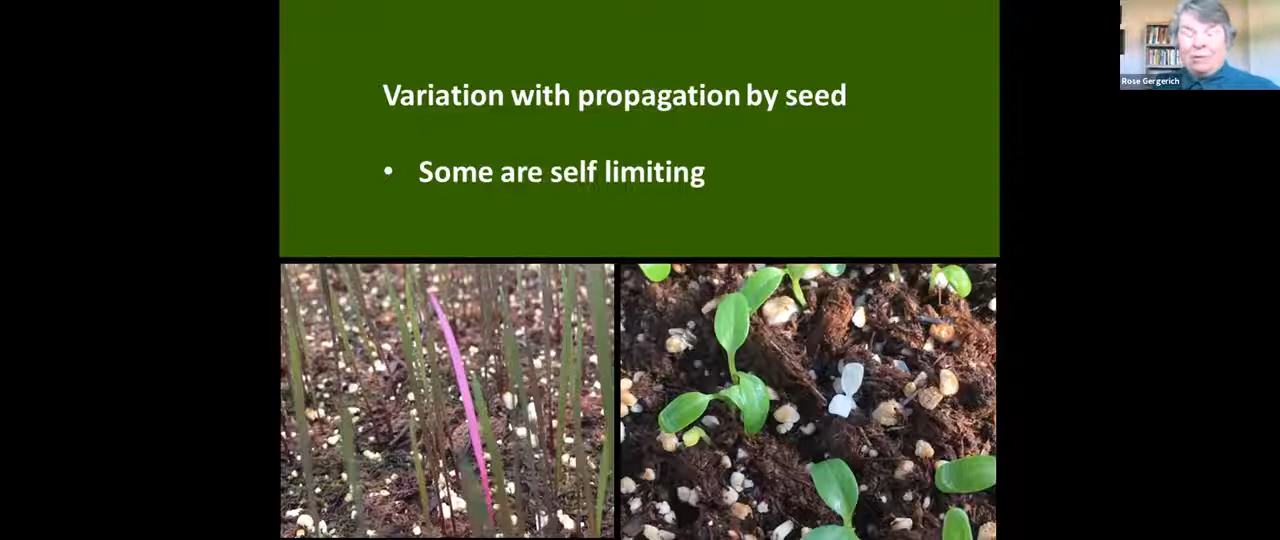 Variation with propagation by seed
• Some are self limiting
Rose Gergerich